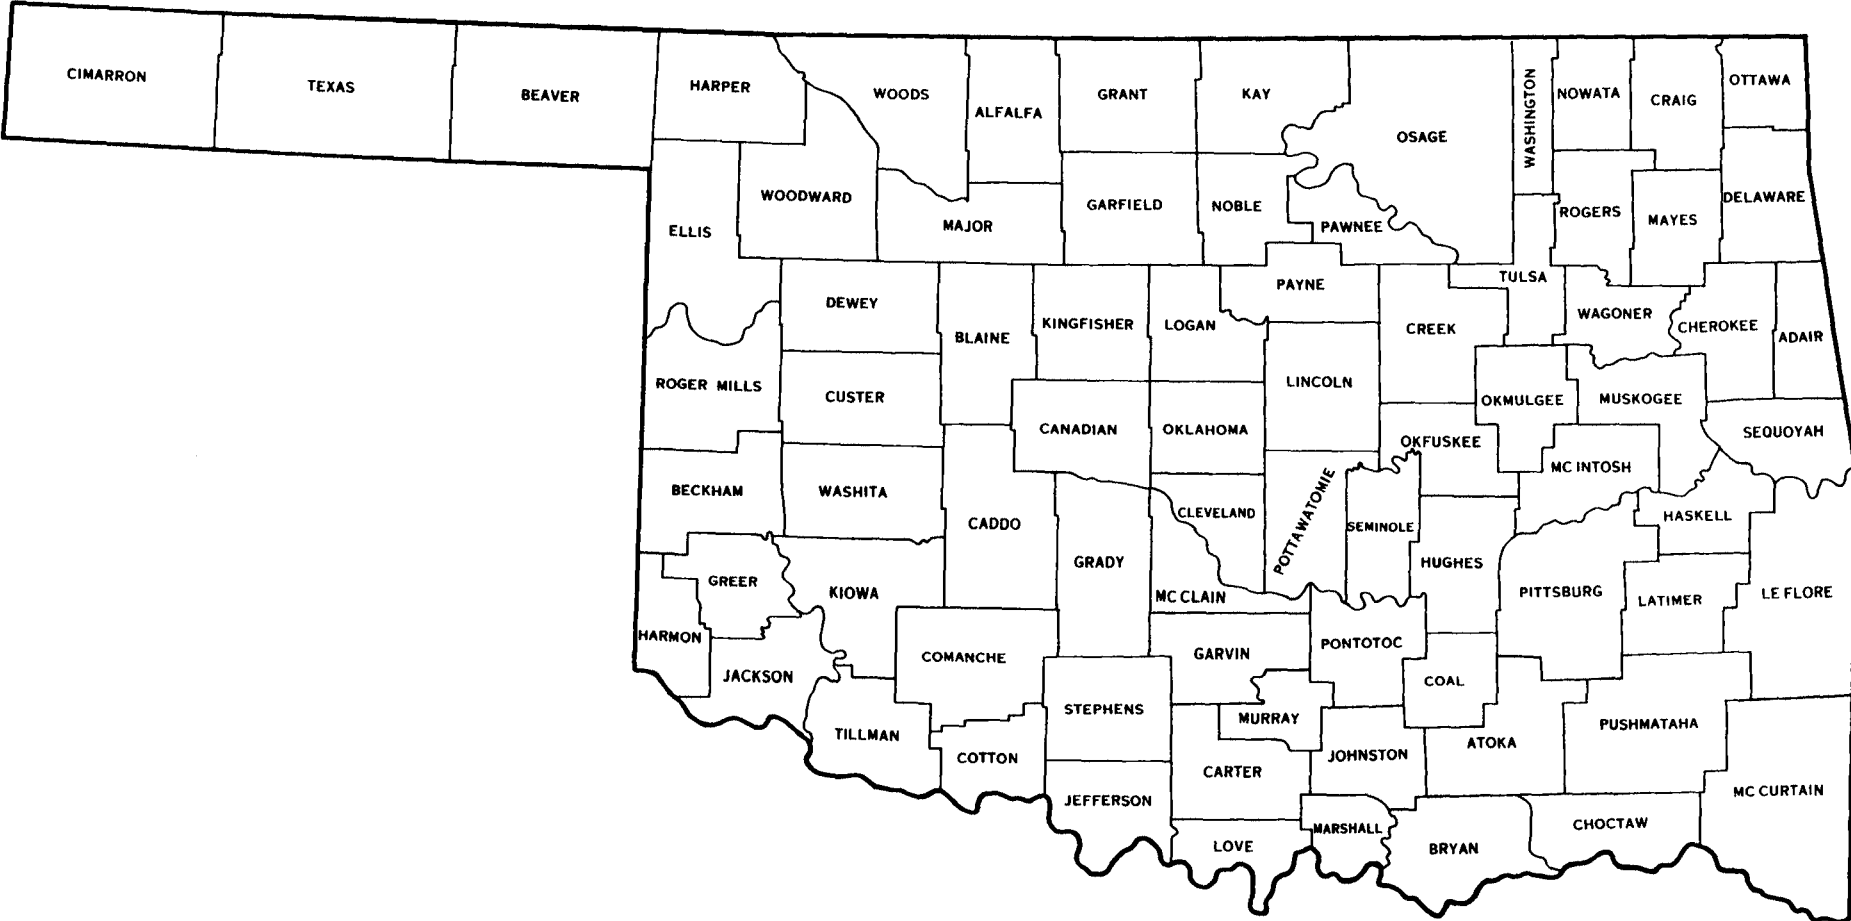 CIMARRON
TEXAS
BEAVER
HARPER
WOODS
ALFALFA
GRANT
KAY
OSAGE
WASHINGTON
NOWATA
CRAIG
OTTAWA
ELLIS
WOODWARD
MAJOR
GARFIELD
NOBLE
PAWNEE
ROGERS
MAYES
DELAWARE
DEWEY
BLAINE
KINGFISHER
LOGAN
PAYNE
CREEK
TULSA
WAGONER
CHEROKEE
ADAIR
ROGER MILLS
CUSTER
CANADIAN
OKLAHOMA
LINCOLN
OKFUSKEE
OKMULGEE
MUSKOGEE
SEQUOYAH
BECKHAM
WASHITA
CADDO
GRADY
CLEVELAND
POTTAWATOMIE
SEMINOLE
HUGHES
MC INTOSH
HASKELL
GREER
KIOWA
MC CLAIN
PITTSBURG
LATIMER
LE FLORE
HARMON
JACKSON
COMANCHE
GARVIN
PONTOTOC
COAL
TILLMAN
COTTON
STEPHENS
MURRAY
JOHNSTON
ATOKA
PUSHMATAHA
JEFFERSON
CARTER
LOVE
MARSHALL
BRYAN
CHOCTAW
MC CURTAIN